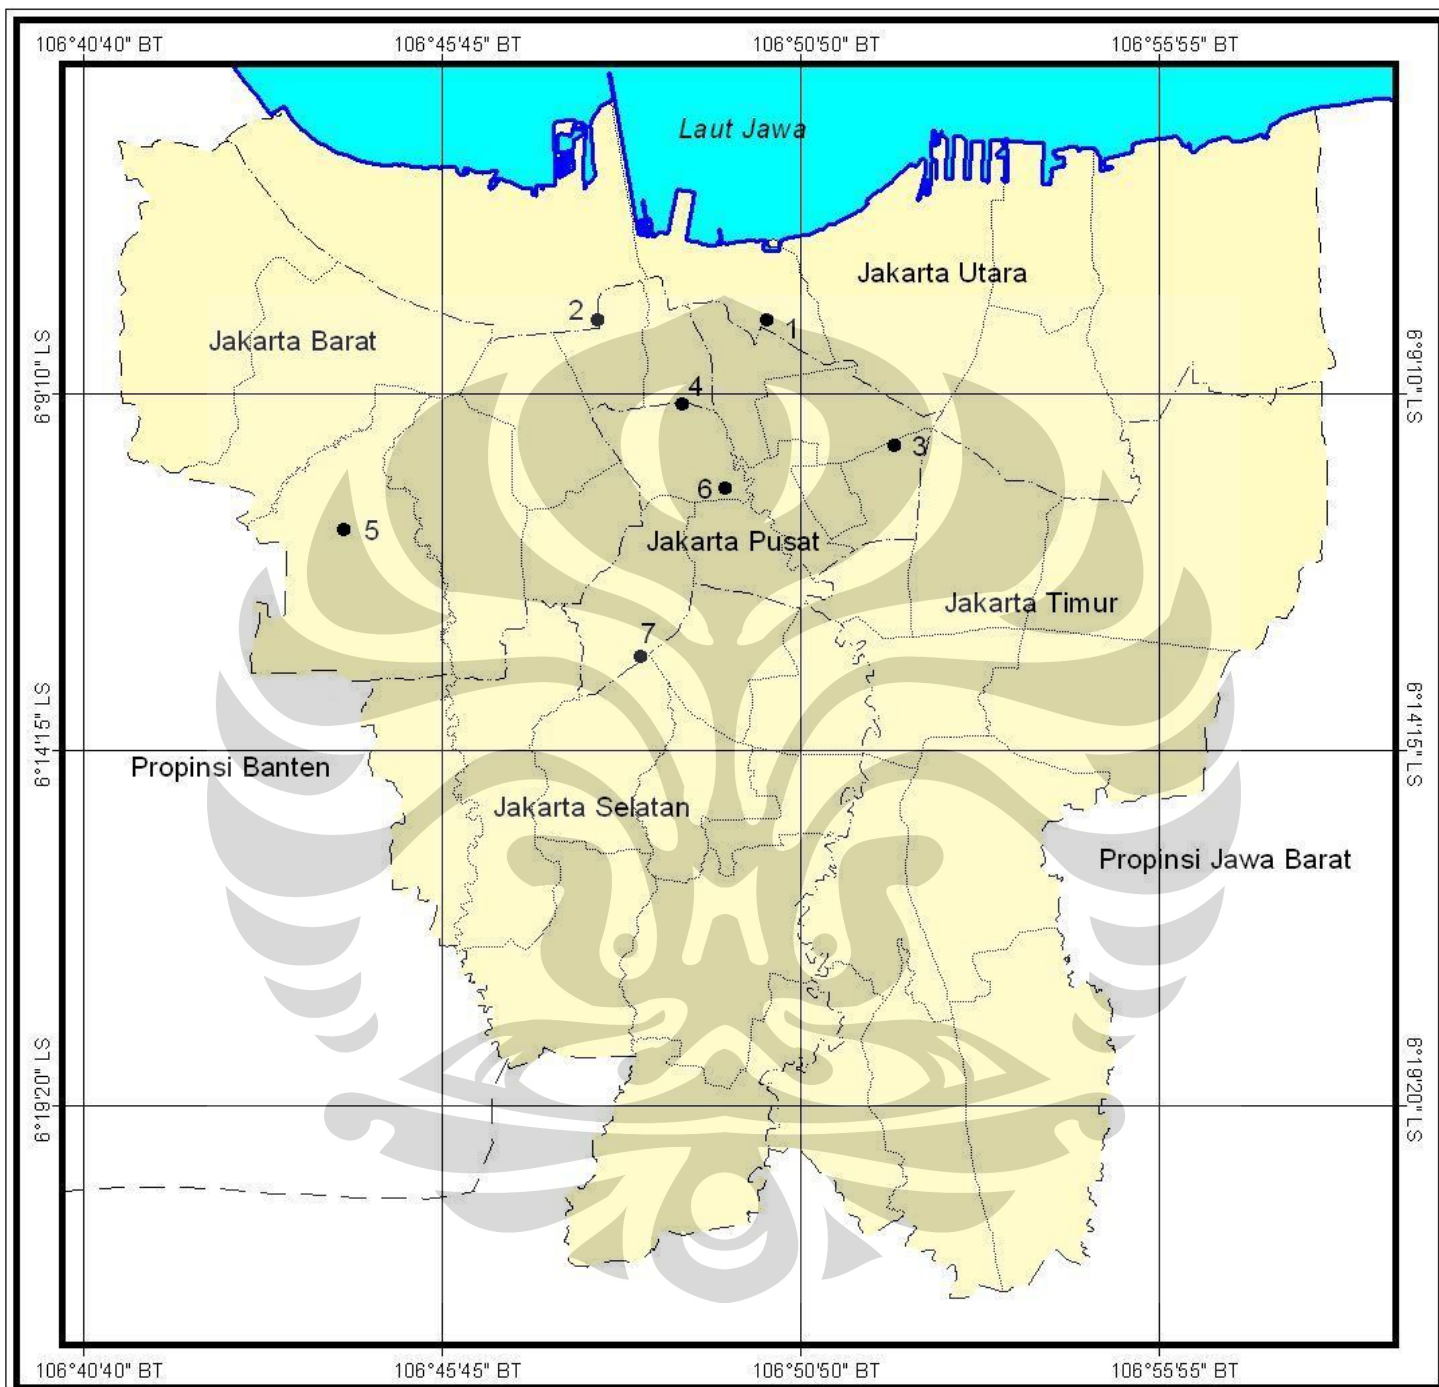 106°40'40" BT
106°45'45" BT
106°50'50" BT
106°55'55" BT
Laut Jawa
Jakarta Utara
2
1
Jakarta Barat
6°9'10" LS
6°9'10" LS
4
3
6
5
Jakarta Pusat
Jakarta Timur
7
6°14'15" LS
6°14'15" LS
Propinsi Banten
Jakarta Selatan
Propinsi Jawa Barat
6°19'20" LS
6°19'20" LS
106°40'40" BT
106°45'45" BT
106°50'50" BT
106°55'55" BT